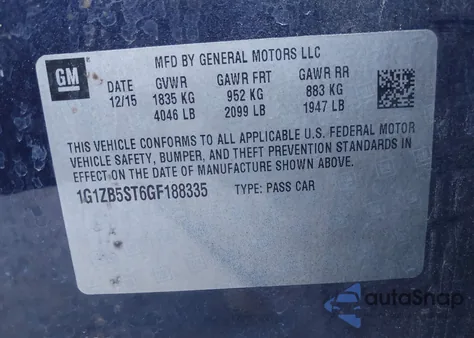 GM
MFD BY GENERAL MOTORS LLC
DATE GVWR GAWR FRT GAWR RR
12/15 1835 KG 952 KG 883 KG
4046 LB 2099 LB 1947 LB
THIS VEHICLE CONFORMS TO ALL APPLICABLE U.S. FEDERAL MOTOR
VEHICLE SAFETY, BUMPER, AND THEFT PREVENTION STANDARDS IN
EFFECT ON THE DATE OF MANUFACTURE SHOWN ABOVE.
1G1ZB5ST6GF188335 TYPE: PASS CAR
autoSnap